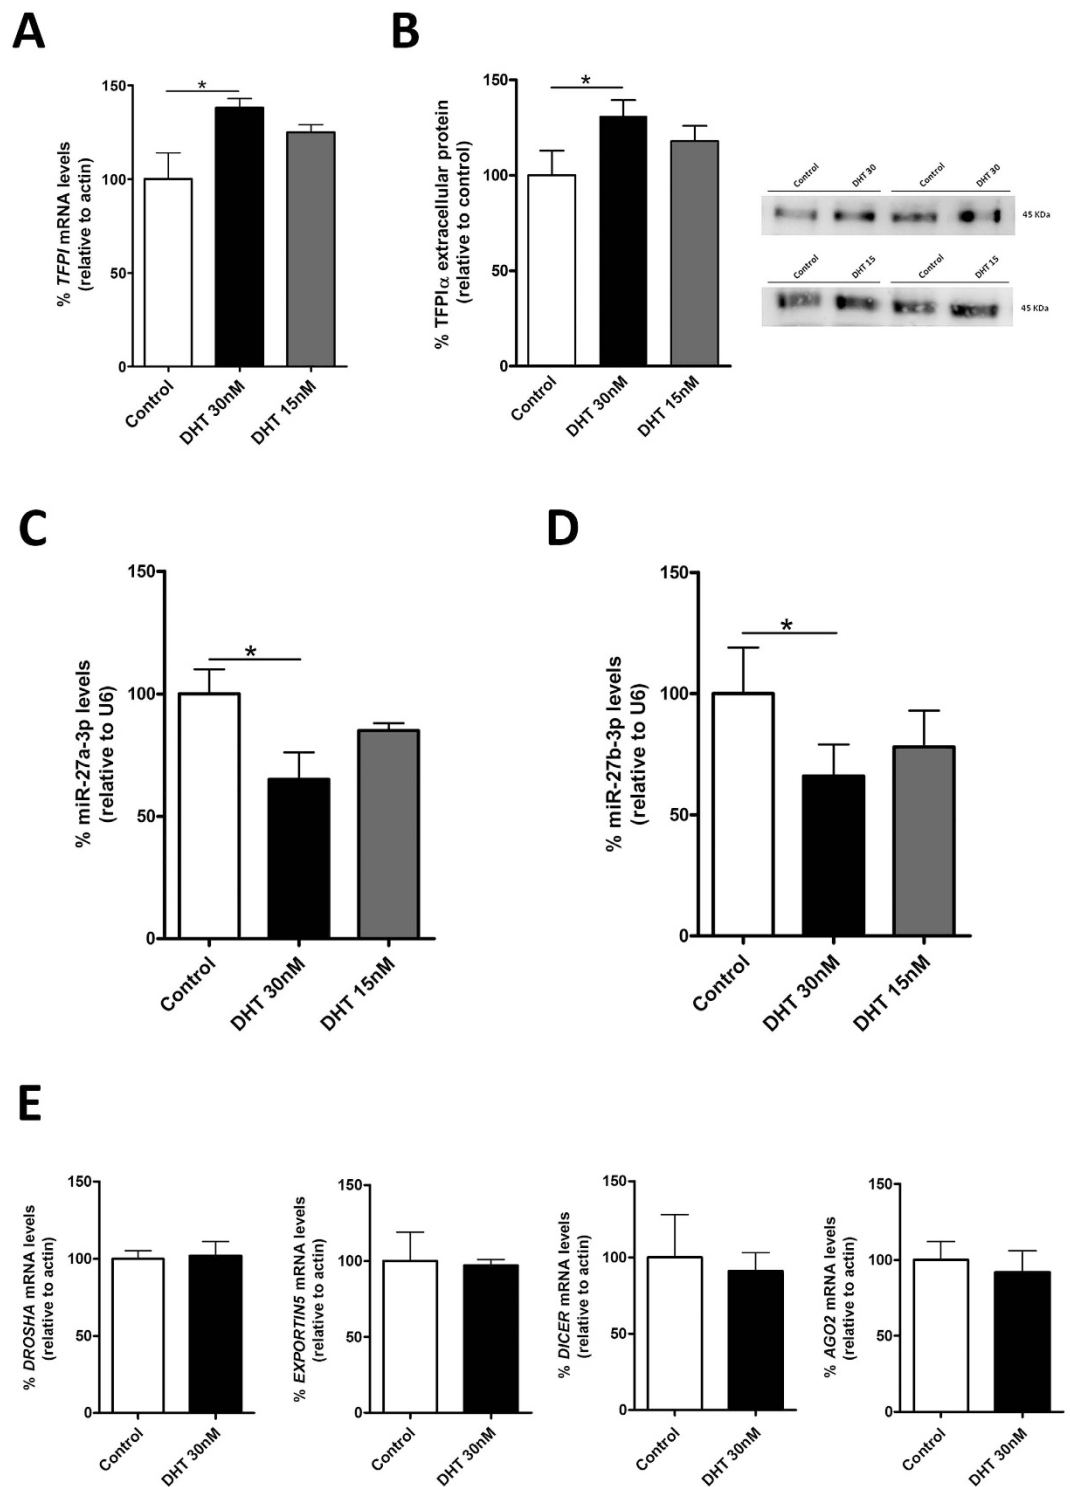 A
% TFPI mRNA levels
(relative to actin)
150
100
50
0
*
Control
DHT 30nM
DHT 15nM
B
% TFPIα extracellular protein
(relative to control)
150
100
50
0
*
Control
DHT 30nM
DHT 15nM
Control DHT 30 Control DHT 30
45 KDa
Control DHT 15 Control DHT 15
45 KDa
C
% miR-27a-3p levels
(relative to U6)
150
100
50
0
*
Control
DHT 30nM
DHT 15nM
D
% miR-27b-3p levels
(relative to U6)
150
100
50
0
*
Control
DHT 30nM
DHT 15nM
E
% DROSHA mRNA levels
(relative to actin)
150
100
50
0
Control
DHT 30nM
% EXPORTIN5 mRNA levels
(relative to actin)
150
100
50
0
Control
DHT 30nM
% DICER mRNA levels
(relative to actin)
150
100
50
0
Control
DHT 30nM
% AGO2 mRNA levels
(relative to actin)
150
100
50
0
Control
DHT 30nM